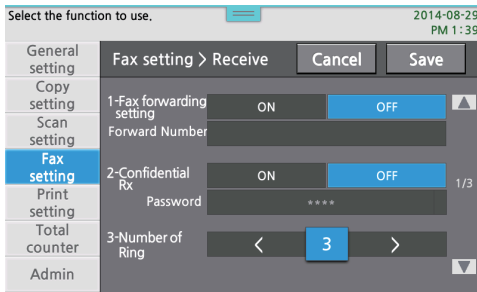 Select the function to use.
2014-08-29
PM 1:39
General
setting
Copy
setting
Scan
setting
Fax
setting
Print
setting
Total
counter
Admin
Fax setting > Receive
Cancel
Save
1-Fax forwarding
setting
ON
OFF
Forward Number
2-Confidential
Rx
ON
OFF
Password
****
3-Number of
Ring
<
3
>
1/3